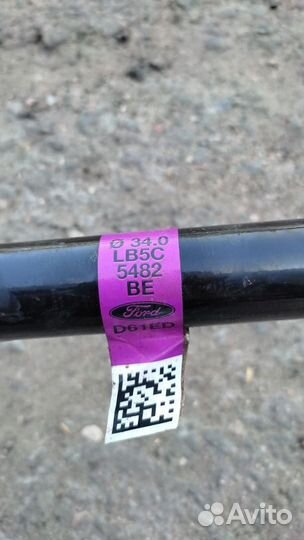 Ø 34.0
LB5C
5482
BE
Ford
D61ED
Avito